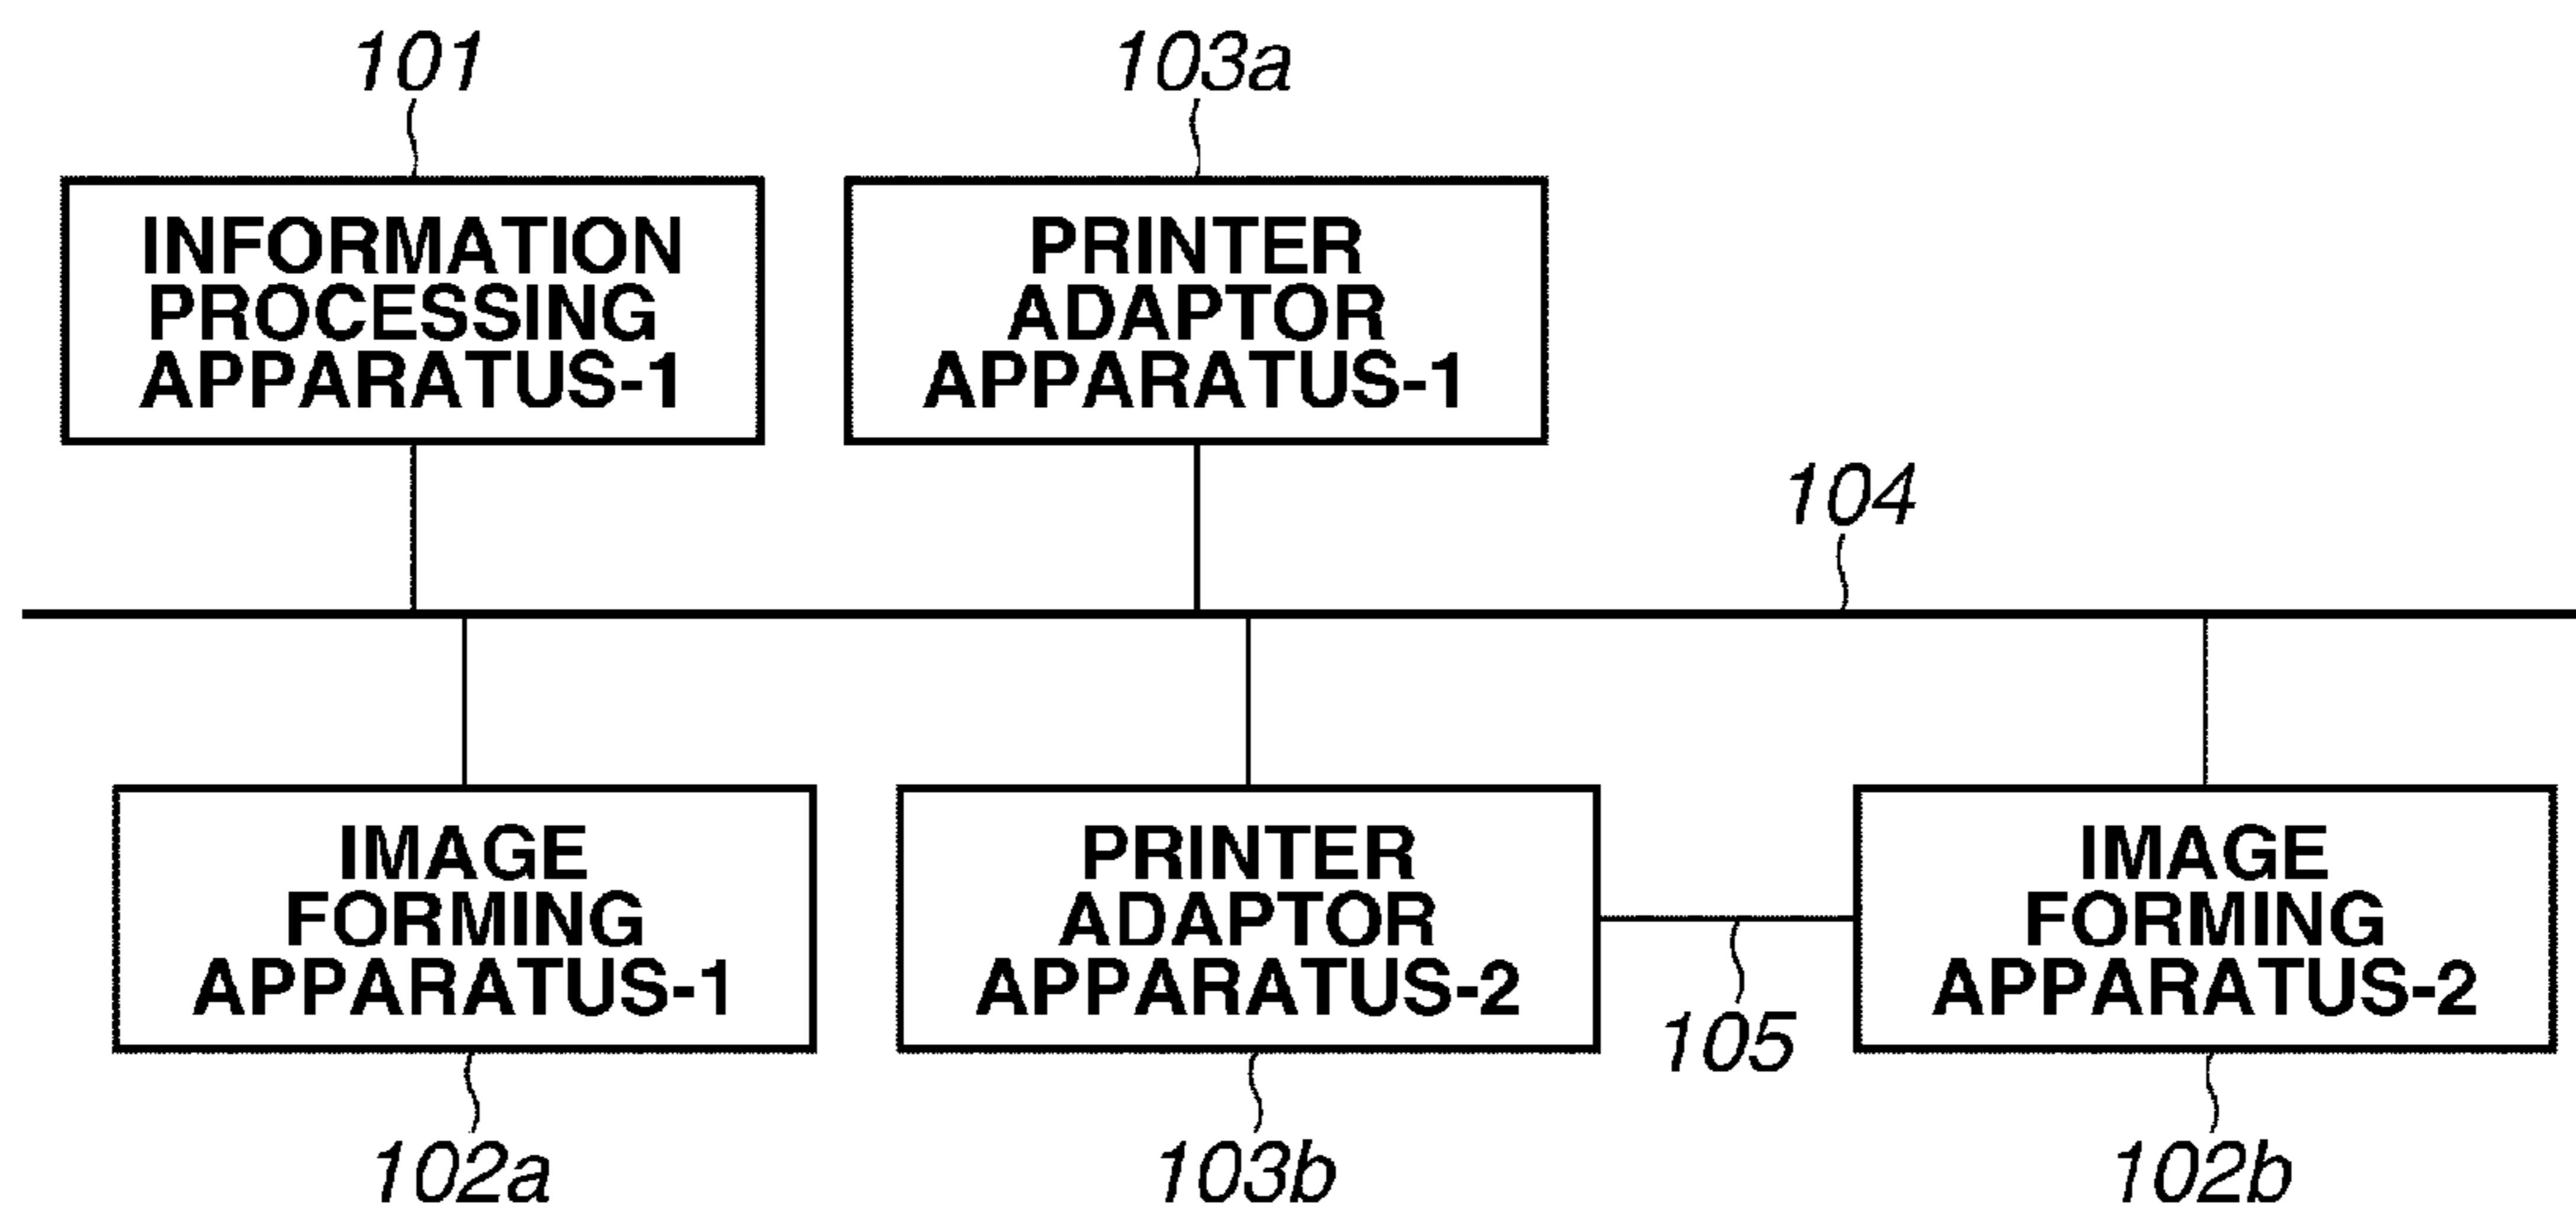 101
103a
INFORMATION
PROCESSING
APPARATUS-1
PRINTER
ADAPTOR
APPARATUS-1
104
IMAGE
FORMING
APPARATUS-1
PRINTER
ADAPTOR
APPARATUS-2
105
IMAGE
FORMING
APPARATUS-2
102a
103b
102b